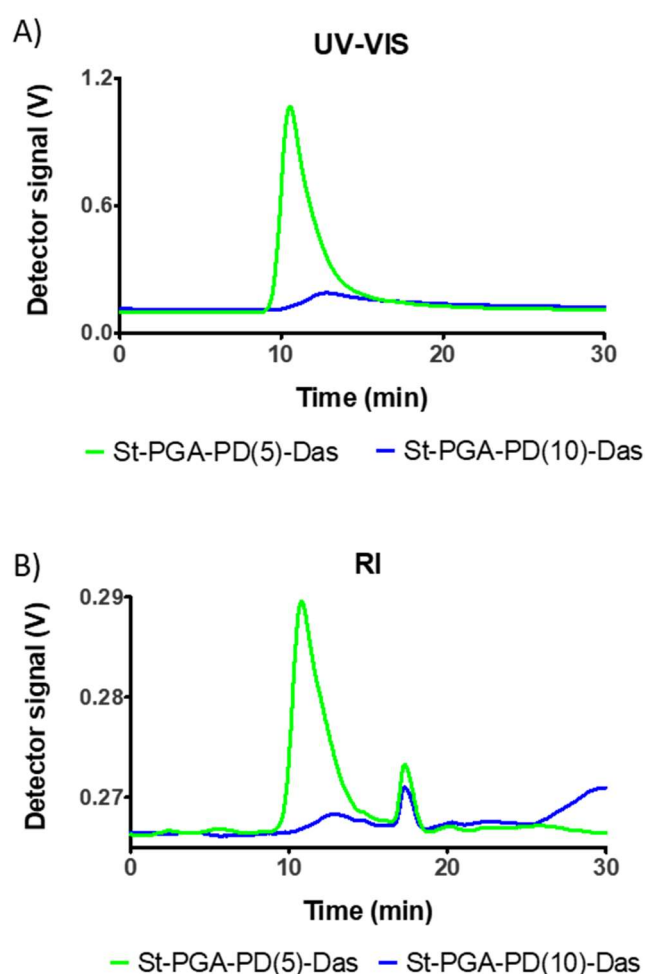 A)
UV-VIS
Detector signal (V)
1.2
0.6
0.0
0 10 20 30
Time (min)
St-PGA-PD(5)-Das St-PGA-PD(10)-Das
B)
RI
Detector signal (V)
0.29
0.28
0.27
0 10 20 30
Time (min)
St-PGA-PD(5)-Das St-PGA-PD(10)-Das